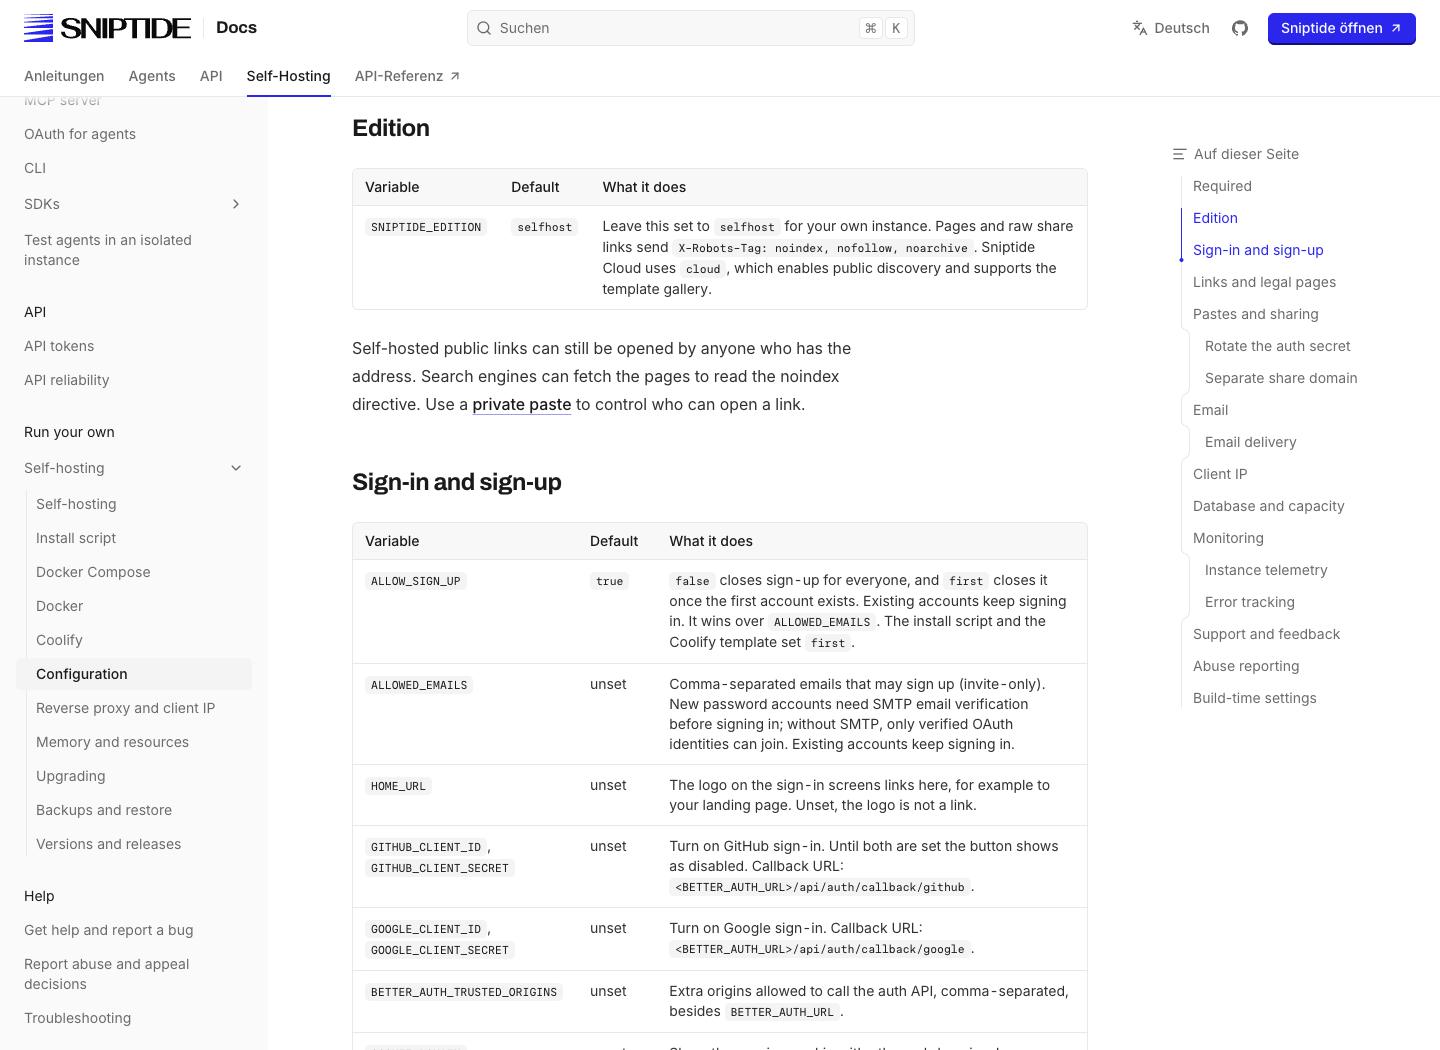 SNIPTIDE Docs
Suchen ⌘ K
Deutsch
Sniptide öffnen
Anleitungen Agents API Self-Hosting API-Referenz
MCP server
OAuth for agents
CLI
SDKs
Test agents in an isolated
instance
API
API tokens
API reliability
Run your own
Self-hosting
Self-hosting
Install script
Docker Compose
Docker
Coolify
Configuration
Reverse proxy and client IP
Memory and resources
Upgrading
Backups and restore
Versions and releases
Help
Get help and report a bug
Report abuse and appeal
decisions
Troubleshooting
Edition
Variable Default What it does
SNIPTIDE_EDITION selfhost Leave this set to selfhost for your own instance. Pages and raw share
links send X-Robots-Tag: noindex, nofollow, noarchive. Sniptide
Cloud uses cloud, which enables public discovery and supports the
template gallery.
Self-hosted public links can still be opened by anyone who has the
address. Search engines can fetch the pages to read the noindex
directive. Use a private paste to control who can open a link.
Sign-in and sign-up
Variable Default What it does
ALLOW_SIGN_UP true false closes sign-up for everyone, and first closes it
once the first account exists. Existing accounts keep signing
in. It wins over ALLOWED_EMAILS. The install script and the
Coolify template set first.
ALLOWED_EMAILS unset Comma-separated emails that may sign up (invite-only).
New password accounts need SMTP email verification
before signing in; without SMTP, only verified OAuth
identities can join. Existing accounts keep signing in.
HOME_URL unset The logo on the sign-in screens links here, for example to
your landing page. Unset, the logo is not a link.
GITHUB_CLIENT_ID, unset Turn on GitHub sign-in. Until both are set the button shows
GITHUB_CLIENT_SECRET as disabled. Callback URL:
<BETTER_AUTH_URL>/api/auth/callback/github.
GOOGLE_CLIENT_ID, unset Turn on Google sign-in. Callback URL:
GOOGLE_CLIENT_SECRET <BETTER_AUTH_URL>/api/auth/callback/google.
BETTER_AUTH_TRUSTED_ORIGINS unset Extra origins allowed to call the auth API, comma-separated,
besides BETTER_AUTH_URL.
Auf dieser Seite
Required
Edition
Sign-in and sign-up
Links and legal pages
Pastes and sharing
Rotate the auth secret
Separate share domain
Email
Email delivery
Client IP
Database and capacity
Monitoring
Instance telemetry
Error tracking
Support and feedback
Abuse reporting
Build-time settings